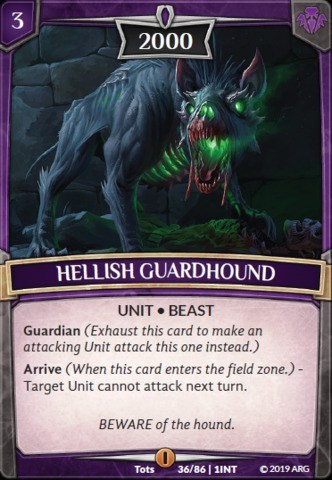 3
2000
HELLISH GUARDHOUND
UNIT • BEAST
Guardian (Exhaust this card to make an
attacking Unit attack this one instead.)
Arrive (When this card enters the field zone.) -
Target Unit cannot attack next turn.
BEWARE of the hound.
Tots I 36/86 | 1INT © 2019 ARG